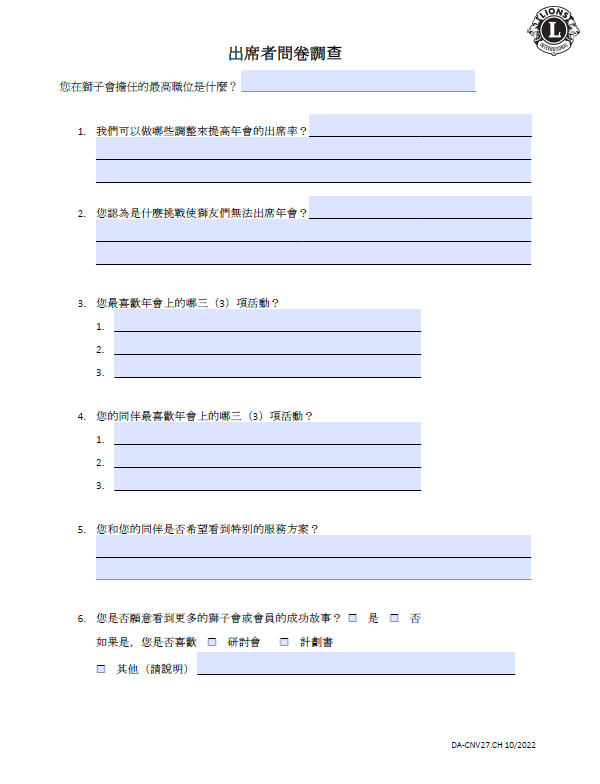 LIONS
L
INTERNATIONAL
出席者問卷調查
您在獅子會擔任的最高職位是什麼？
1. 我們可以做哪些調整來提高年會的出席率？
2. 您認為是什麼挑戰使獅友們無法出席年會？
3. 您最喜歡年會上的哪三（3）項活動？
1.
2.
3.
4. 您的同伴最喜歡年會上的哪三（3）項活動？
1.
2.
3.
5. 您和您的同伴是否希望看到特別的服務方案？
6. 您是否願意看到更多的獅子會或會員的成功故事？ □ 是 □ 否
如果是，您是否喜歡 □ 研討會 □ 計劃書
□ 其他（請說明）
DA-CNV27.CH 10/2022